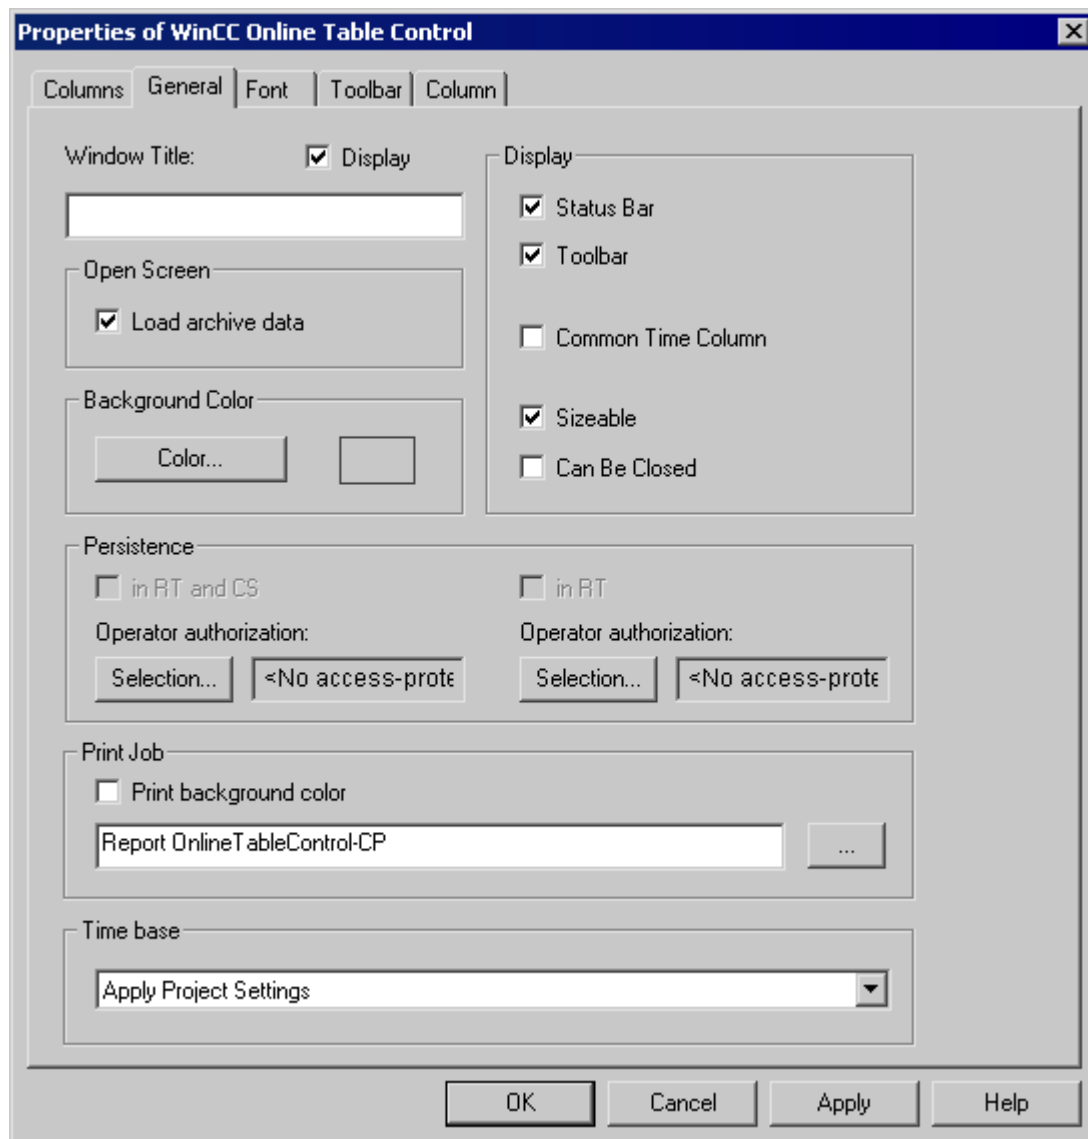 Properties of WinCC Online Table Control
Columns General Font Toolbar Column
Window Title: Display
Open Screen
Load archive data
Background Color
Color...
Display
Status Bar
Toolbar
Common Time Column
Sizeable
Can Be Closed
Persistence
in RT and CS in RT
Operator authorization: Operator authorization:
Selection... <No access-prote Selection... <No access-prote
Print Job
Print background color
Report OnlineTableControl-CP ...
Time base
Apply Project Settings
OK Cancel Apply Help